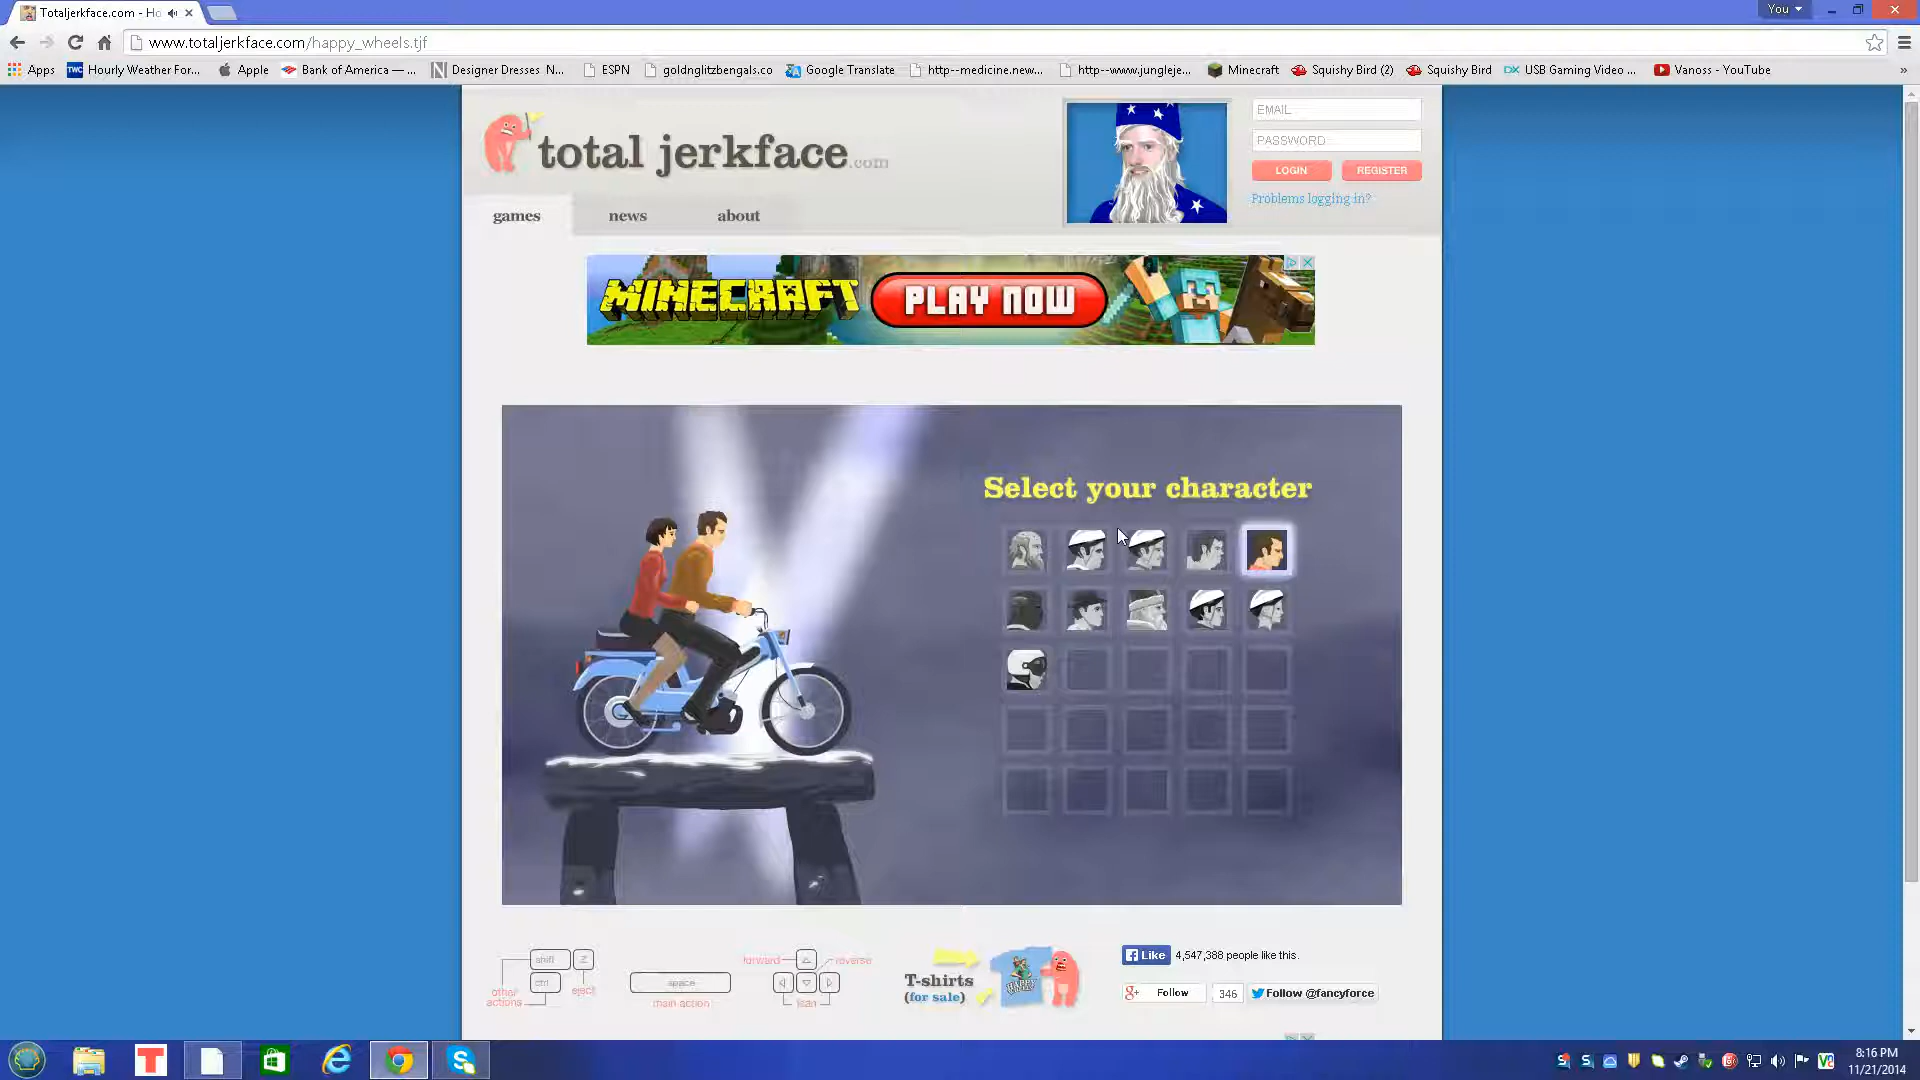 Totaljerkface.com - Ho
You
www.totaljerkface.com/happy_wheels.tjf
Apps
TWC
Hourly Weather For...
Apple
Bank of America — ...
N
Designer Dresses N...
ESPN
goldnglitzbengals.co
Google Translate
http--medicine.new...
http--www.jungleje...
Minecraft
Squishy Bird (2)
Squishy Bird
DX
USB Gaming Video ...
Vanoss - YouTube
»
total jerkface.com
EMAIL
PASSWORD
LOGIN
REGISTER
Problems logging in?
games
news
about
MINECRAFT
PLAY NOW
Select your character
shift
Z
ctrl
other
actions
eject
space
main action
forward
reverse
lean
T-shirts
(for sale)
HAPPY WHEELS
Like
4,547,388 people like this.
g+
Follow
346
Follow @fancyforce
T
S
8:16 PM
11/21/2014